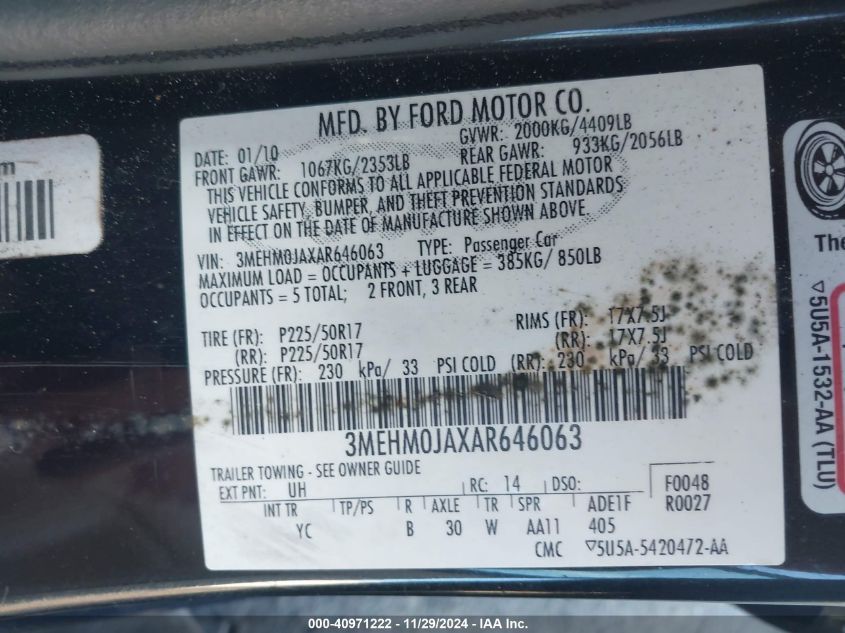 m
MFD. BY FORD MOTOR CO.
DATE: 01/10 GVWR: 2000KG/4409LB
FRONT GAWR: 1067KG/2353LB REAR GAWR: 933KG/2056LB
THIS VEHICLE CONFORMS TO ALL APPLICABLE FEDERAL MOTOR
VEHICLE SAFETY, BUMPER, AND THEFT PREVENTION STANDARDS
IN EFFECT ON THE DATE OF MANUFACTURE SHOWN ABOVE.
VIN: 3MEHM0JAXAR646063 TYPE: Passenger Car
MAXIMUM LOAD = OCCUPANTS + LUGGAGE = 385KG/ 850LB
OCCUPANTS = 5 TOTAL; 2 FRONT, 3 REAR
TIRE (FR): P225/50R17 RIMS (FR): 17X7.5J
(RR): P225/50R17 (RR): 17X7.5J
PRESSURE (FR): 230 kPa/ 33 PSI COLD (RR): 230 kPa/ 33 PSI COLD
3MEHM0JAXAR646063
TRAILER TOWING - SEE OWNER GUIDE
EXT PNT: UH RC: 14 DSO: F0048
INT TR TP/PS R AXLE TR SPR ADE1F R0027
YC B 30 W AA11 405
CMC ▽5U5A-5420472-AA
The
▽5U5A-1532-AA (TLU)
000-40971222 - 11/29/2024 - IAA Inc.